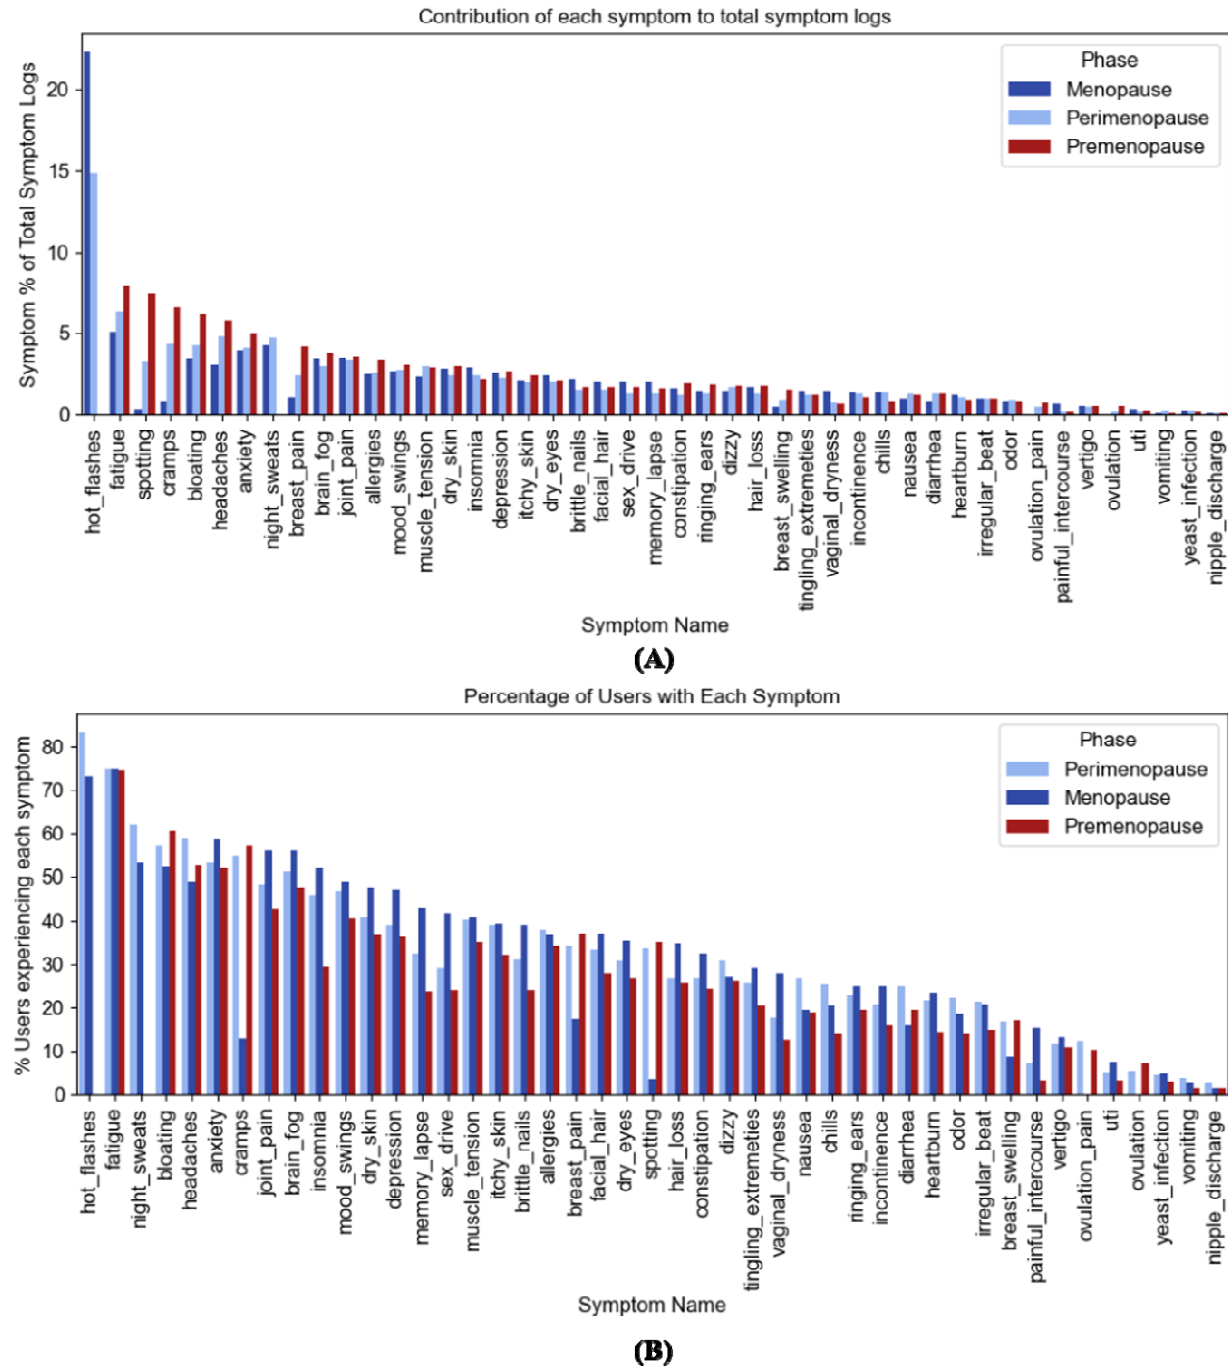 Contribution of each symptom to total symptom logs
Symptom % of Total Symptom Logs
20
15
10
5
0
Phase
Menopause
Perimenopause
Premenopause
hot_flashes
fatigue
spotting
cramps
bloating
headaches
anxiety
night_sweats
breast_pain
brain_fog
joint_pain
allergies
mood_swings
muscle_tension
dry_skin
insomnia
depression
itchy_skin
dry_eyes
brittle_nails
facial_hair
sex_drive
memory_lapse
constipation
ringing_ears
dizzy
hair_loss
breast_swelling
tingling_extremeties
vaginal_dryness
incontinence
chills
nausea
diarrhea
heartburn
irregular_beat
odor
ovulation_pain
painful_intercourse
vertigo
ovulation
uti
vomiting
yeast_infection
nipple_discharge
Symptom Name
(A)
Percentage of Users with Each Symptom
% Users experiencing each symptom
80
70
60
50
40
30
20
10
0
Phase
Perimenopause
Menopause
Premenopause
hot_flashes
fatigue
night_sweats
bloating
headaches
anxiety
cramps
joint_pain
brain_fog
insomnia
mood_swings
dry_skin
depression
memory_lapse
sex_drive
muscle_tension
itchy_skin
brittle_nails
allergies
breast_pain
facial_hair
dry_eyes
spotting
hair_loss
constipation
dizzy
tingling_extremeties
vaginal_dryness
nausea
chills
ringing_ears
incontinence
diarrhea
heartburn
odor
irregular_beat
breast_swelling
painful_intercourse
vertigo
ovulation_pain
uti
ovulation
yeast_infection
vomiting
nipple_discharge
Symptom Name
(B)